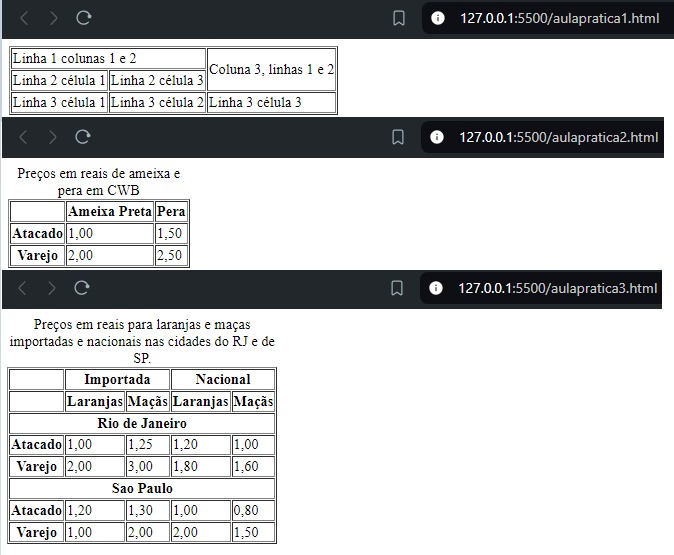 127.0.0.1:5500/aulapratica1.html
Linha 1 colunas 1 e 2 Coluna 3, linhas 1 e 2
Linha 2 célula 1 Linha 2 célula 3
Linha 3 célula 1 Linha 3 célula 2 Linha 3 célula 3
127.0.0.1:5500/aulapratica2.html
Preços em reais de ameixa e
pera em CWB
Ameixa Preta Pera
Atacado 1,00 1,50
Varejo 2,00 2,50
127.0.0.1:5500/aulapratica3.html
Preços em reais para laranjas e maças
importadas e nacionais nas cidades do RJ e de
SP.
Importada Nacional
Laranjas Maçãs Laranjas Maçãs
Rio de Janeiro
Atacado 1,00 1,25 1,20 1,00
Varejo 2,00 3,00 1,80 1,60
Sao Paulo
Atacado 1,20 1,30 1,00 0,80
Varejo 1,00 2,00 2,00 1,50